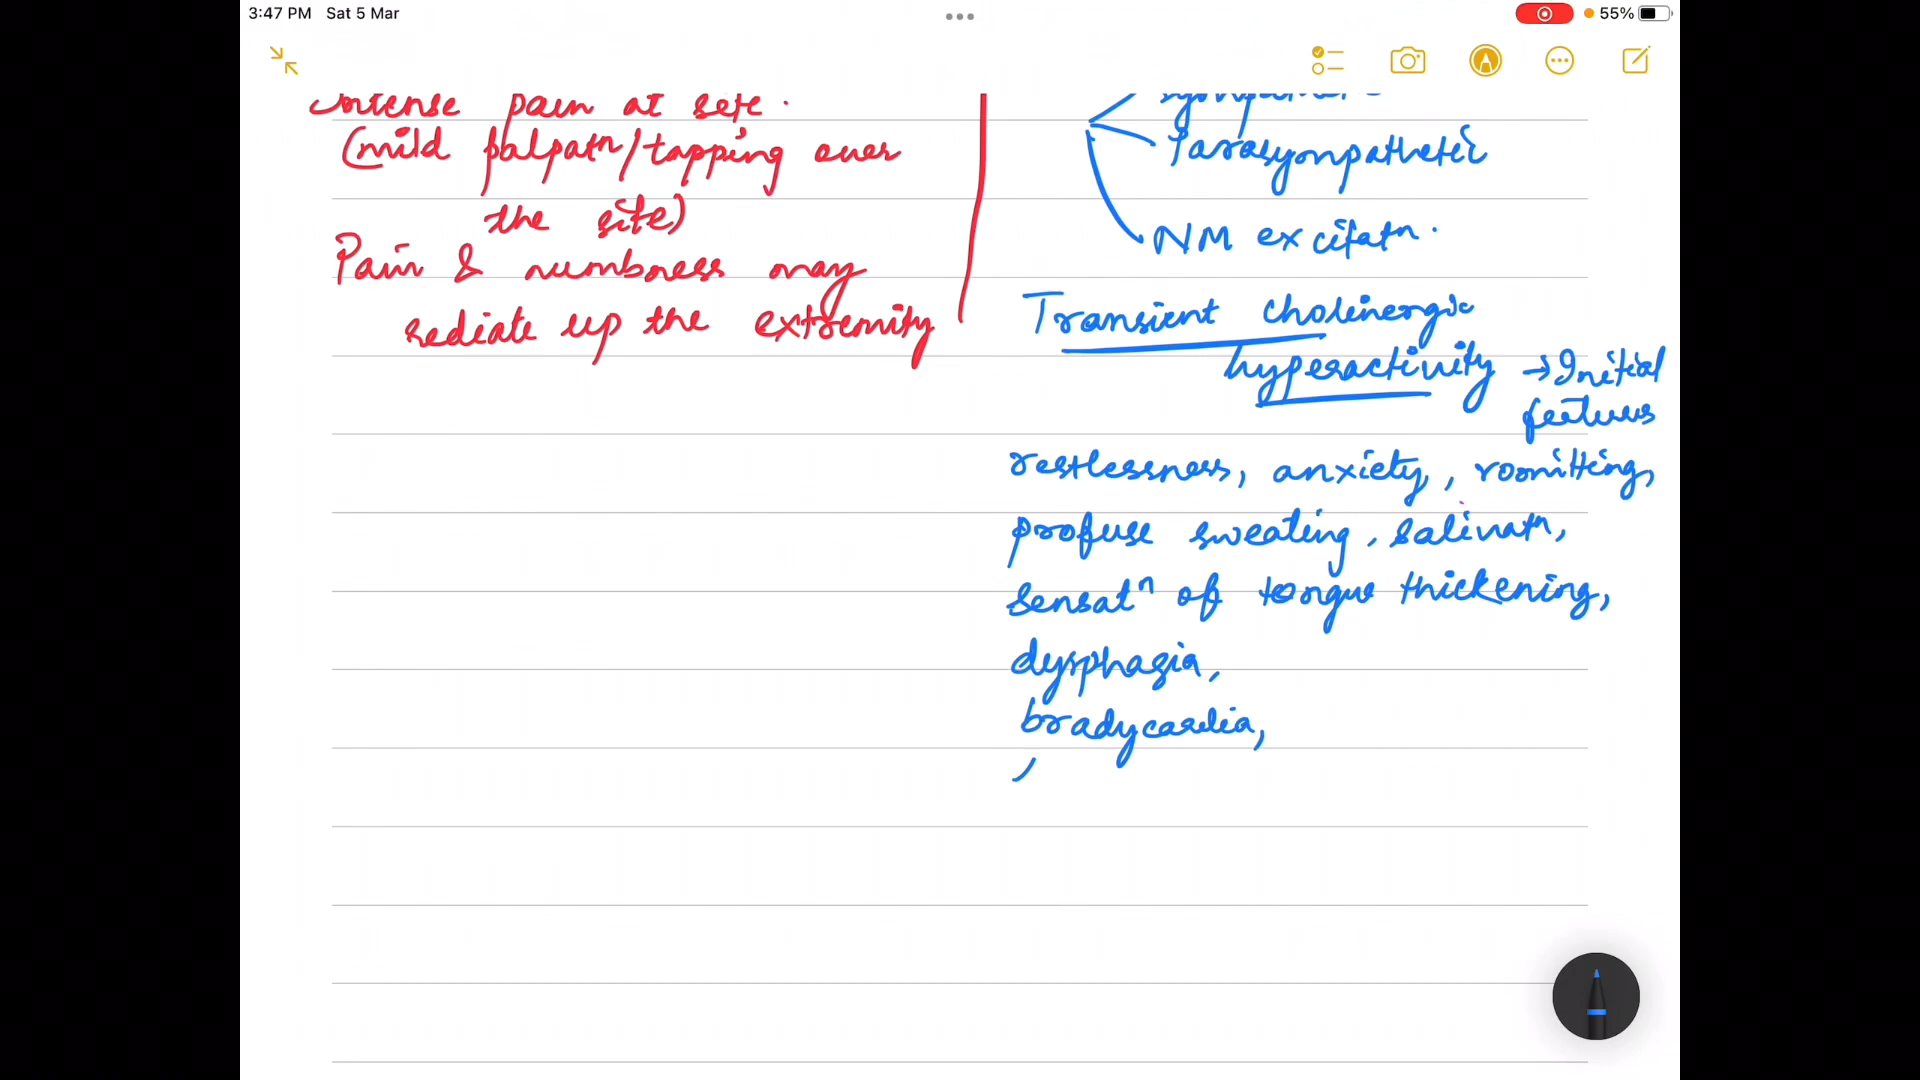 3:47 PM Sat 5 Mar
55%
intense pain at site.
(mild palpatn/tapping over
the site)
Pain & numbness may
radiate up the extremity
Parasympathetic
NM excitatn.
Transient cholinergic
hyperactivity → Initial
features
restlessness, anxiety, vomitting,
profuse sweating, salivatn,
sensatn of tongue thickening,
dysphagia,
bradycardia,